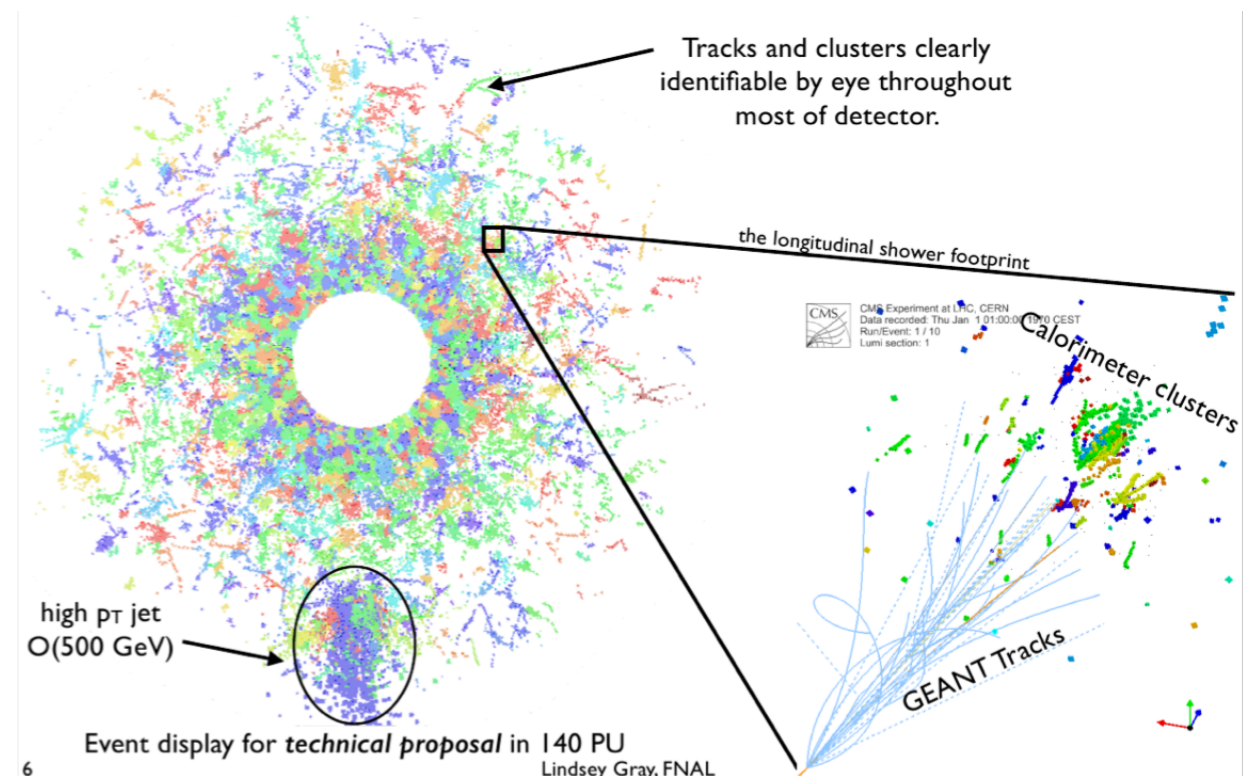 Tracks and clusters clearly
identifiable by eye throughout
most of detector.
the longitudinal shower footprint
CMS
CMS Experiment at LHC, CERN
Data recorded: Thu Jan 1 01:00:00 1970 CEST
Run/Event: 1 / 10
Lumi section: 1
Calorimeter clusters
high pT jet
O(500 GeV)
GEANT Tracks
Event display for technical proposal in 140 PU
6
Lindsey Gray, FNAL